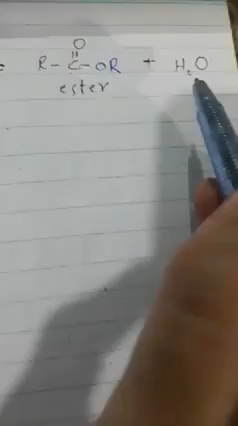 O
= R - C - OR + H₂O
ester